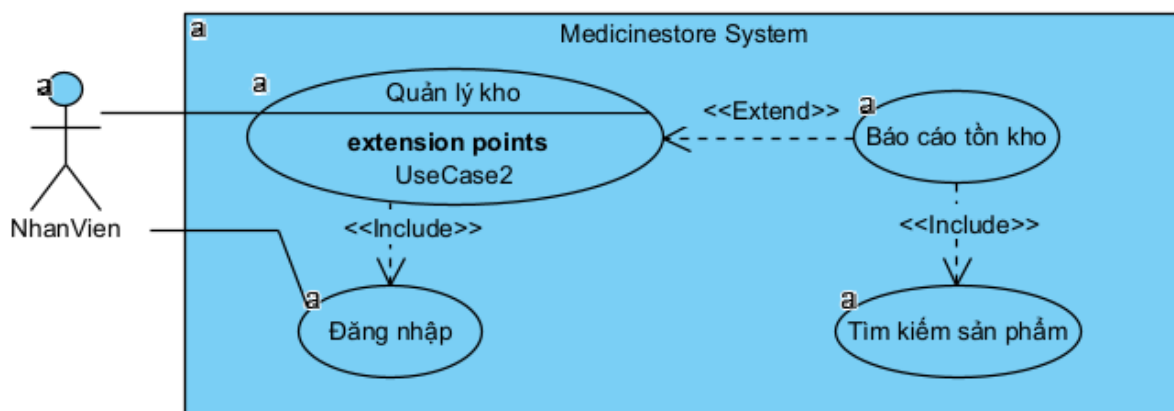 a
Medicinestore System
a
a
Quản lý kho
extension points
UseCase2
<<Extend>>
a
Báo cáo tồn kho
NhanVien
<<Include>>
<<Include>>
a
Đăng nhập
a
Tìm kiếm sản phẩm